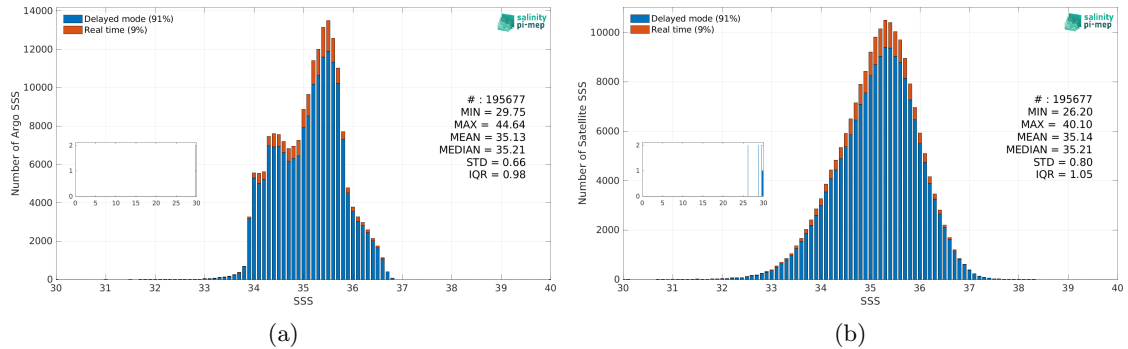 Delayed mode (91%)
Real time (9%)
salinity
pi-mep
14000
12000
10000
8000
6000
4000
2000
0
Number of Argo SSS
# : 195677
MIN = 29.75
MAX = 44.64
MEAN = 35.13
MEDIAN = 35.21
STD = 0.66
IQR = 0.98
2
1
0
0 5 10 15 20 25 30
30 31 32 33 34 35 36 37 38 39 40
SSS
(a)
Delayed mode (91%)
Real time (9%)
salinity
pi-mep
10000
8000
6000
4000
2000
0
Number of Satellite SSS
# : 195677
MIN = 26.20
MAX = 40.10
MEAN = 35.14
MEDIAN = 35.21
STD = 0.80
IQR = 1.05
2
1
0
0 5 10 15 20 25 30
30 31 32 33 34 35 36 37 38 39 40
SSS
(b)